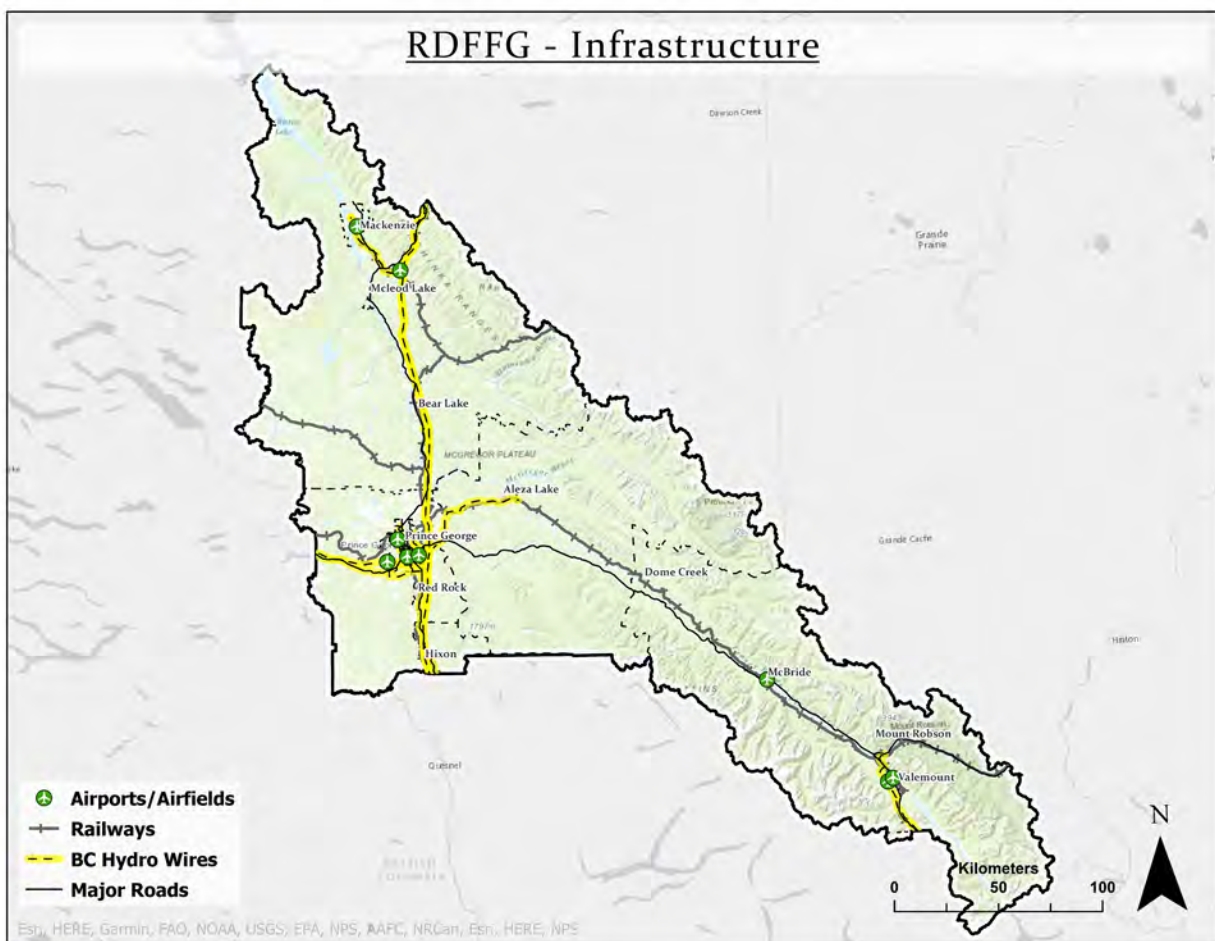 RDFFG - Infrastructure
Dawson Creek
Mackenzie
Grande
Prairie
Mcleod Lake
Bear Lake
MCGREGOR PLATEAU
Aleza Lake
Prince George
Grande Cache
Dome Creek
Red Rock
Hinton
Hixon
McBride
Mount Robson
Quesnel
Valemount
Airports/Airfields
Railways
BC Hydro Wires
Major Roads
N
Kilometers
0 50 100
BRITISH
COLUMBIA
Esri, HERE, Garmin, FAO, NOAA, USGS, EPA, NPS, AAFC, NRCan, Esri, HERE, NPS